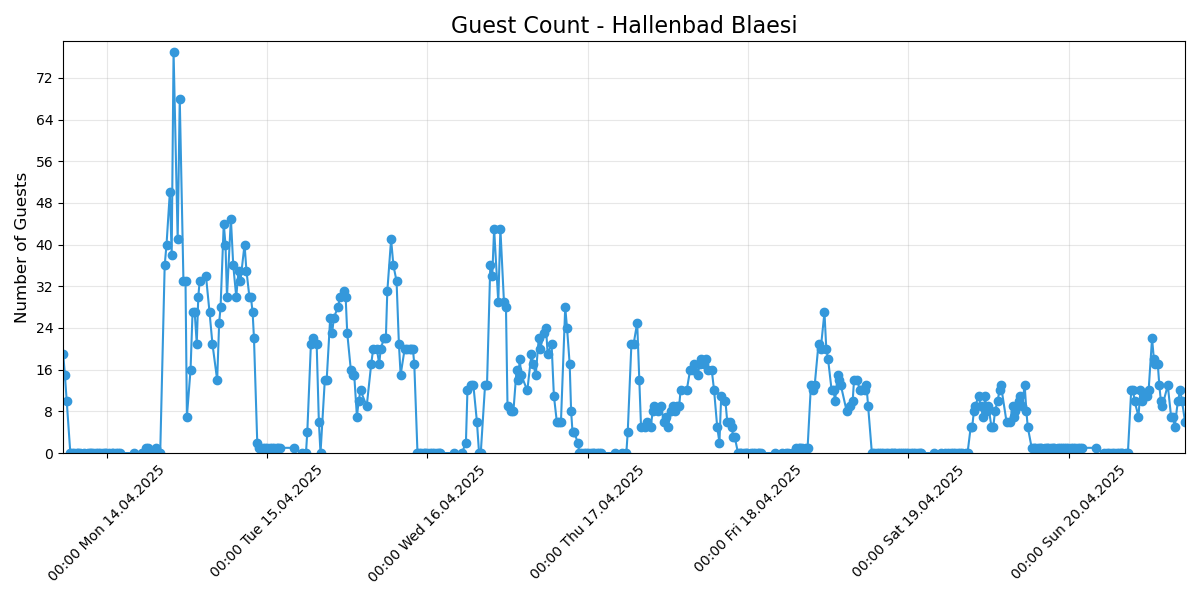 Guest Count - Hallenbad Blaesi
Number of Guests
72
64
56
48
40
32
24
16
8
0
00:00 Mon 14.04.2025
00:00 Tue 15.04.2025
00:00 Wed 16.04.2025
00:00 Thu 17.04.2025
00:00 Fri 18.04.2025
00:00 Sat 19.04.2025
00:00 Sun 20.04.2025